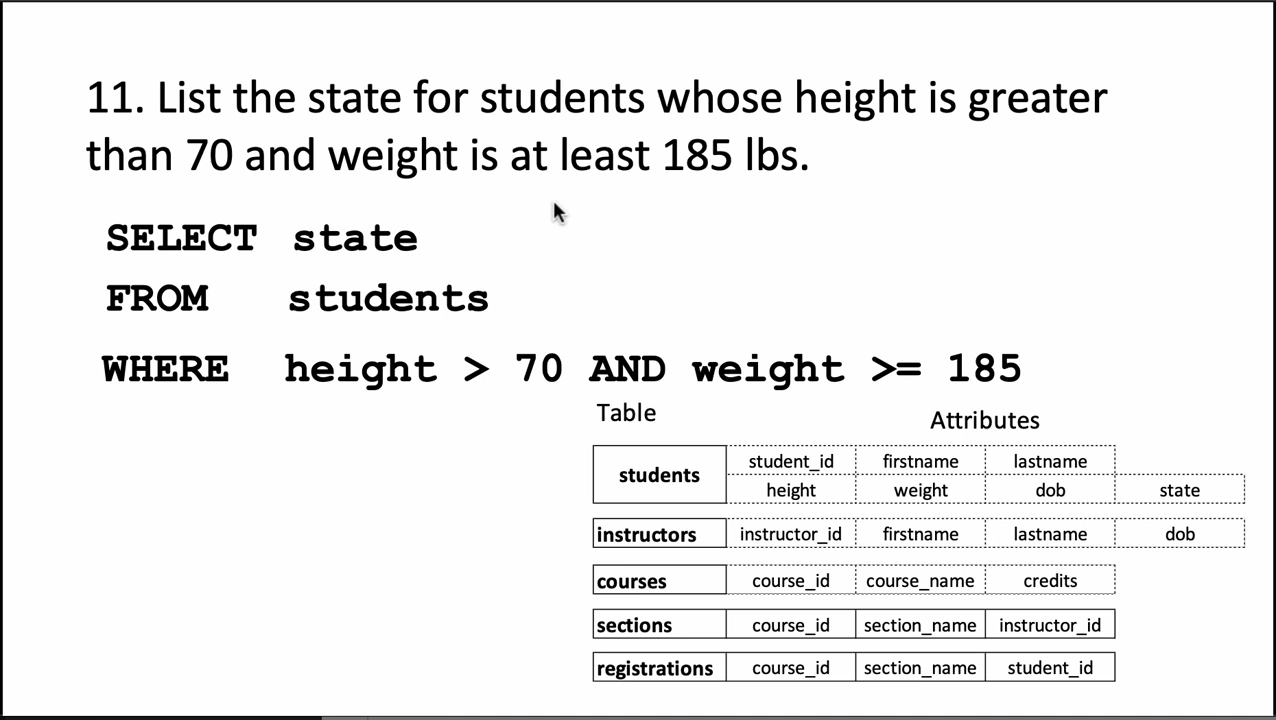 11. List the state for students whose height is greater
than 70 and weight is at least 185 lbs.
SELECT state
FROM students
WHERE height > 70 AND weight >= 185
Table Attributes
students student_id firstname lastname
height weight dob state
instructors instructor_id firstname lastname dob
courses course_id course_name credits
sections course_id section_name instructor_id
registrations course_id section_name student_id